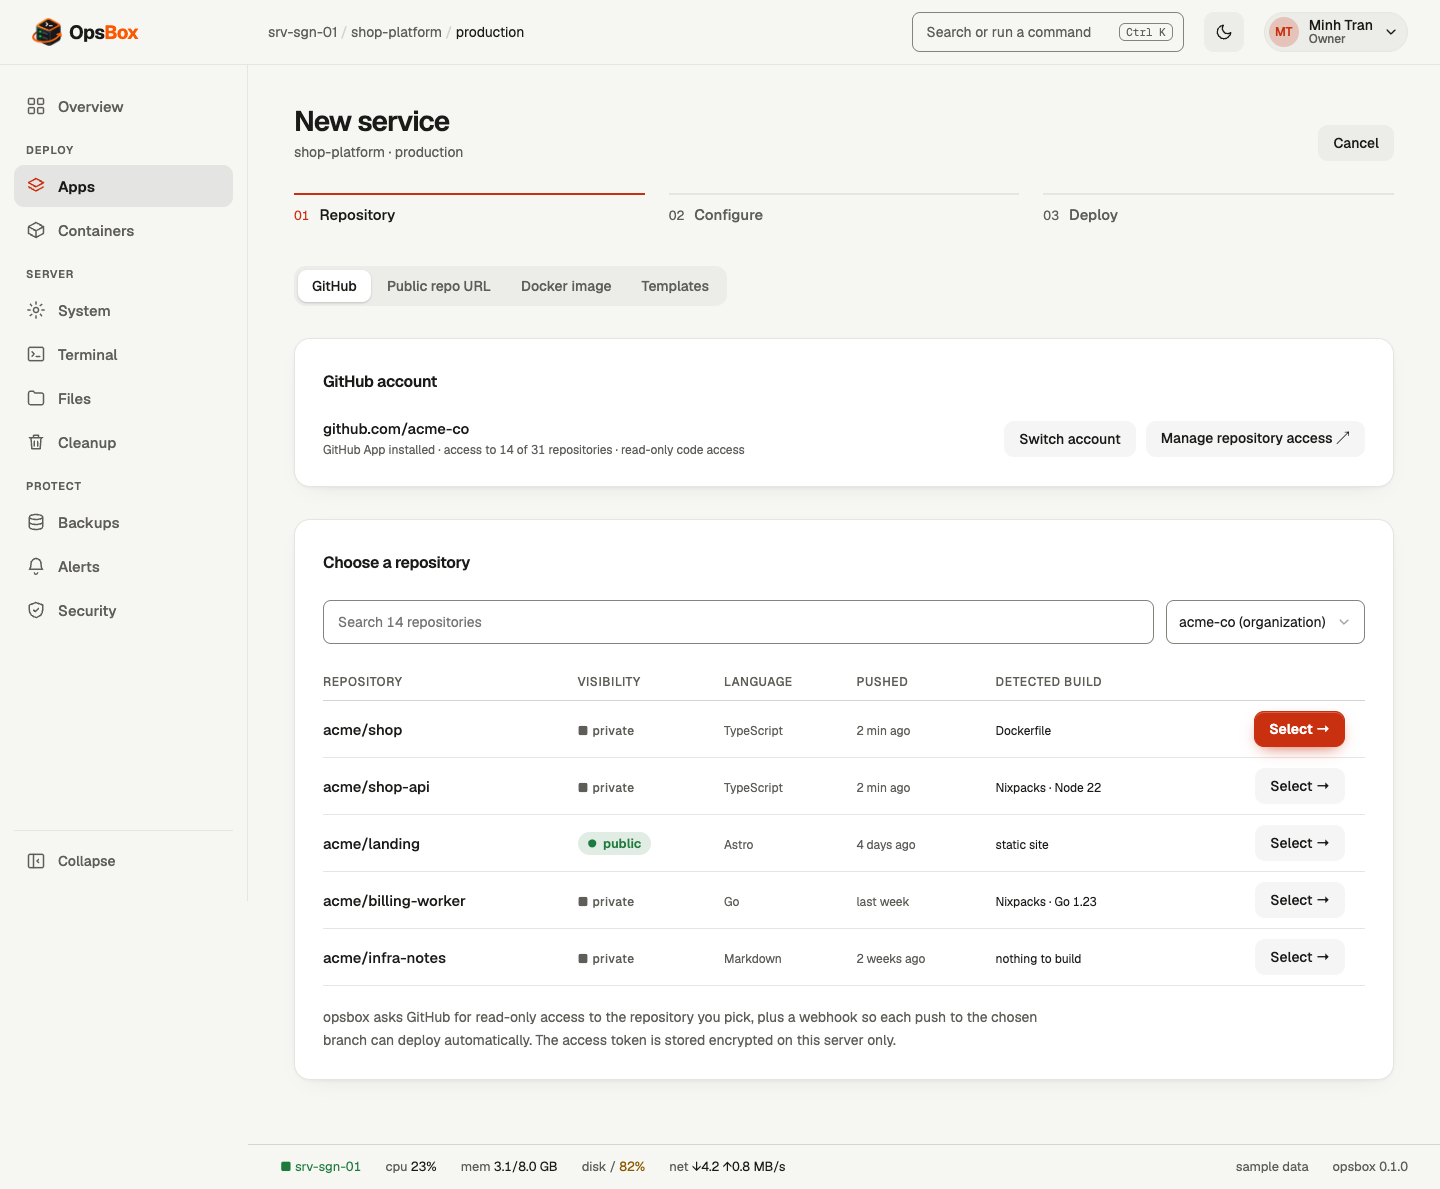 OpsBox
srv-sgn-01 / shop-platform / production
Search or run a command Ctrl K
MT
Minh Tran
Owner
Overview
DEPLOY
Apps
Containers
SERVER
System
Terminal
Files
Cleanup
PROTECT
Backups
Alerts
Security
Collapse
New service
shop-platform · production
Cancel
01 Repository
02 Configure
03 Deploy
GitHub Public repo URL Docker image Templates
GitHub account
github.com/acme-co
GitHub App installed · access to 14 of 31 repositories · read-only code access
Switch account
Manage repository access ↗
Choose a repository
Search 14 repositories
acme-co (organization)
REPOSITORY VISIBILITY LANGUAGE PUSHED DETECTED BUILD
acme/shop private TypeScript 2 min ago Dockerfile Select →
acme/shop-api private TypeScript 2 min ago Nixpacks · Node 22 Select →
acme/landing public Astro 4 days ago static site Select →
acme/billing-worker private Go last week Nixpacks · Go 1.23 Select →
acme/infra-notes private Markdown 2 weeks ago nothing to build Select →
opsbox asks GitHub for read-only access to the repository you pick, plus a webhook so each push to the chosen
branch can deploy automatically. The access token is stored encrypted on this server only.
srv-sgn-01 cpu 23% mem 3.1/8.0 GB disk / 82% net ↓4.2 ↑0.8 MB/s sample data opsbox 0.1.0